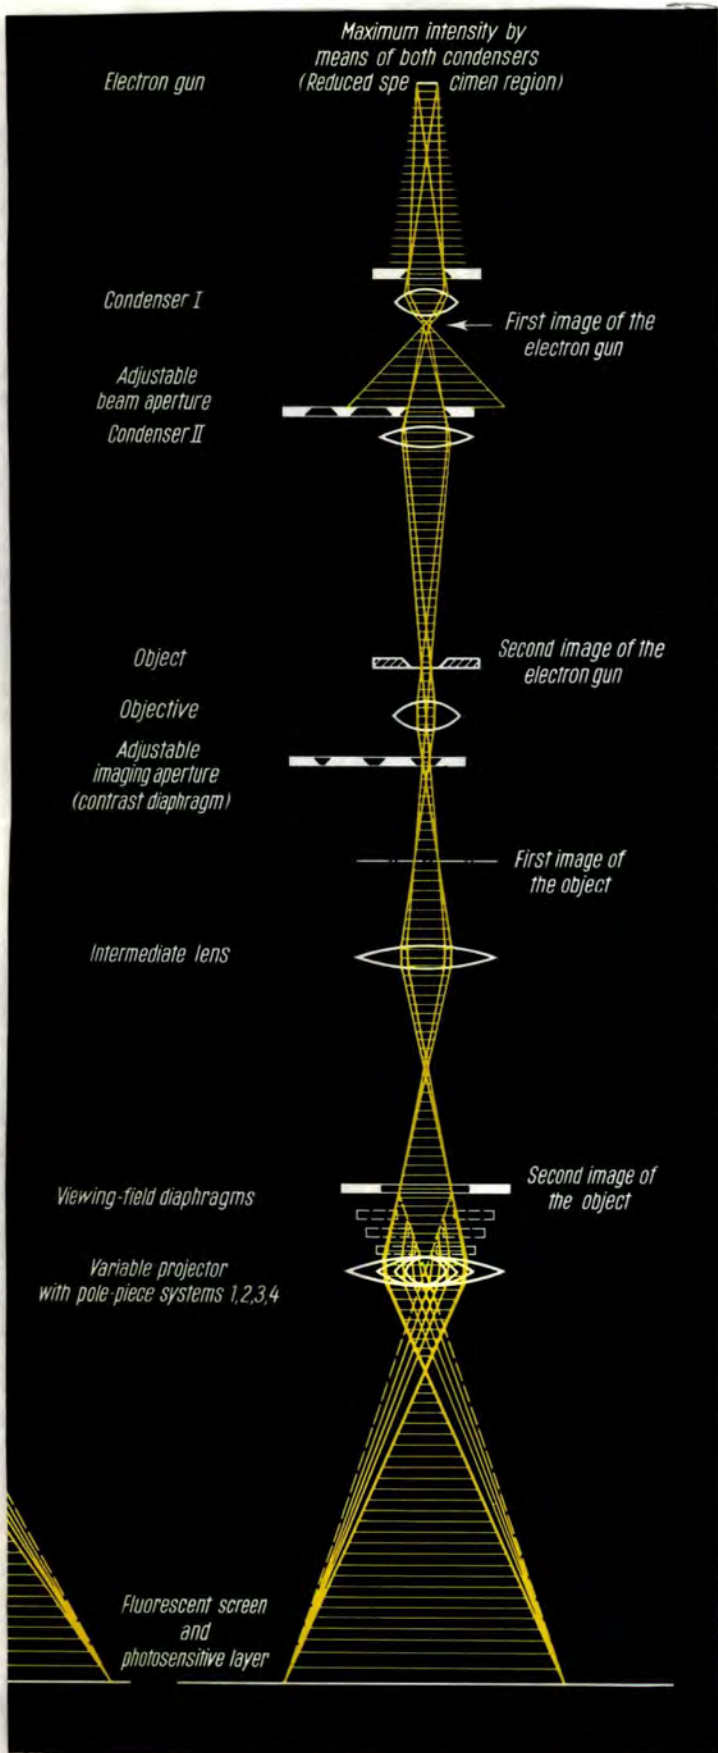 Maximum intensity by
means of both condensers
(Reduced spe cimen region)
Electron gun
Condenser I
First image of the
electron gun
Adjustable
beam aperture
Condenser II
Object
Second image of the
electron gun
Objective
Adjustable
imaging aperture
(contrast diaphragm)
First image of
the object
Intermediate lens
Viewing-field diaphragms
Second image of
the object
Variable projector
with pole-piece systems 1,2,3,4
Fluorescent screen
and
photosensitive layer